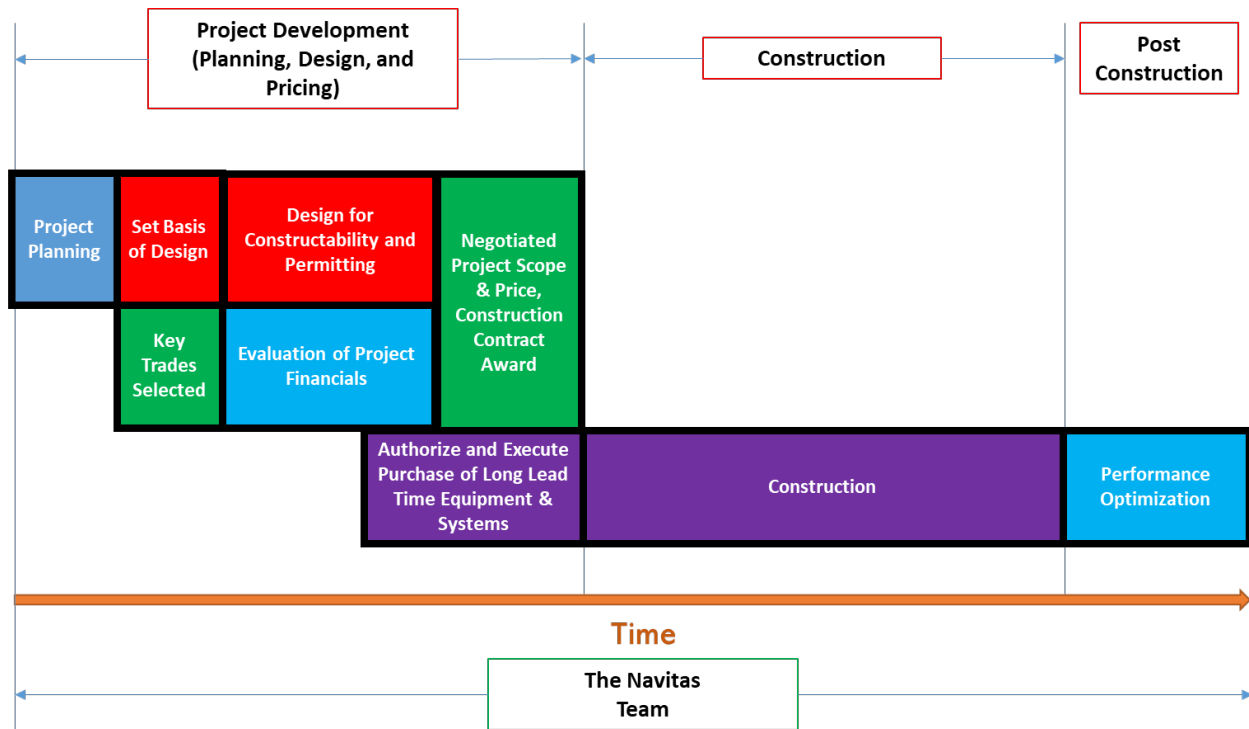 Project Development
(Planning, Design, and
Pricing)
Construction
Post
Construction
Project
Planning
Set Basis
of Design
Design for
Constructability and
Permitting
Negotiated
Project Scope
& Price,
Construction
Contract
Award
Key
Trades
Selected
Evaluation of Project
Financials
Authorize and Execute
Purchase of Long Lead
Time Equipment &
Systems
Construction
Performance
Optimization
Time
The Navitas
Team